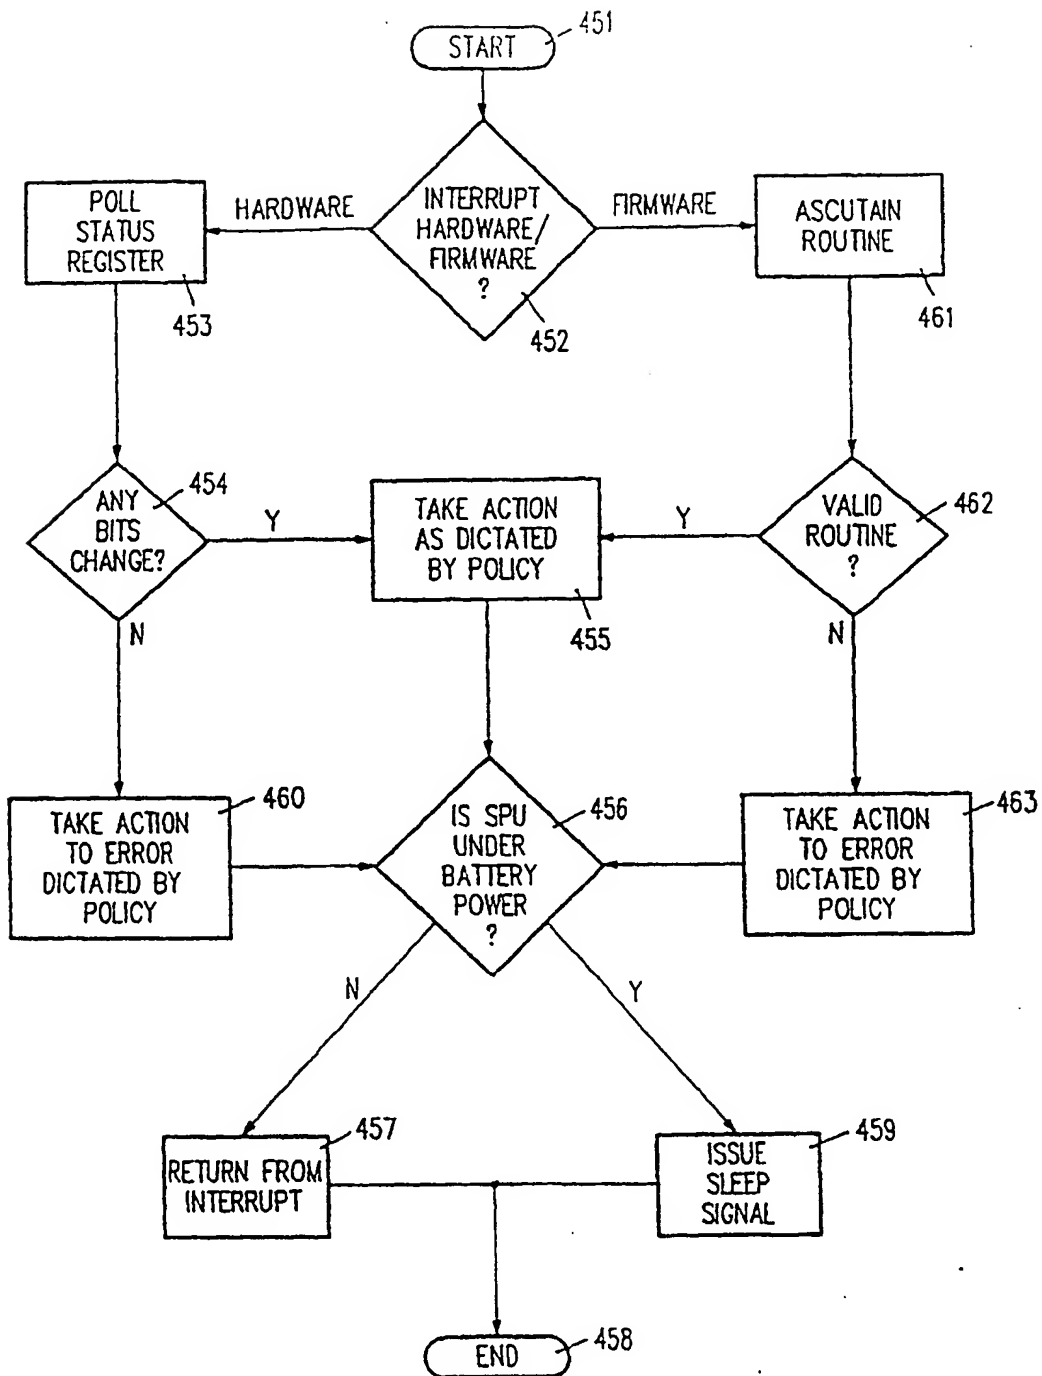 START
451
INTERRUPT
HARDWARE/
FIRMWARE
?
452
HARDWARE
FIRMWARE
POLL
STATUS
REGISTER
453
ASCUTAIN
ROUTINE
461
ANY
BITS
CHANGE?
454
Y
N
TAKE ACTION
AS DICTATED
BY POLICY
455
VALID
ROUTINE
?
462
Y
N
TAKE ACTION
TO ERROR
DICTATED BY
POLICY
460
IS SPU
UNDER
BATTERY
POWER
?
456
TAKE ACTION
TO ERROR
DICTATED BY
POLICY
463
N
Y
RETURN FROM
INTERRUPT
457
ISSUE
SLEEP
SIGNAL
459
END
458